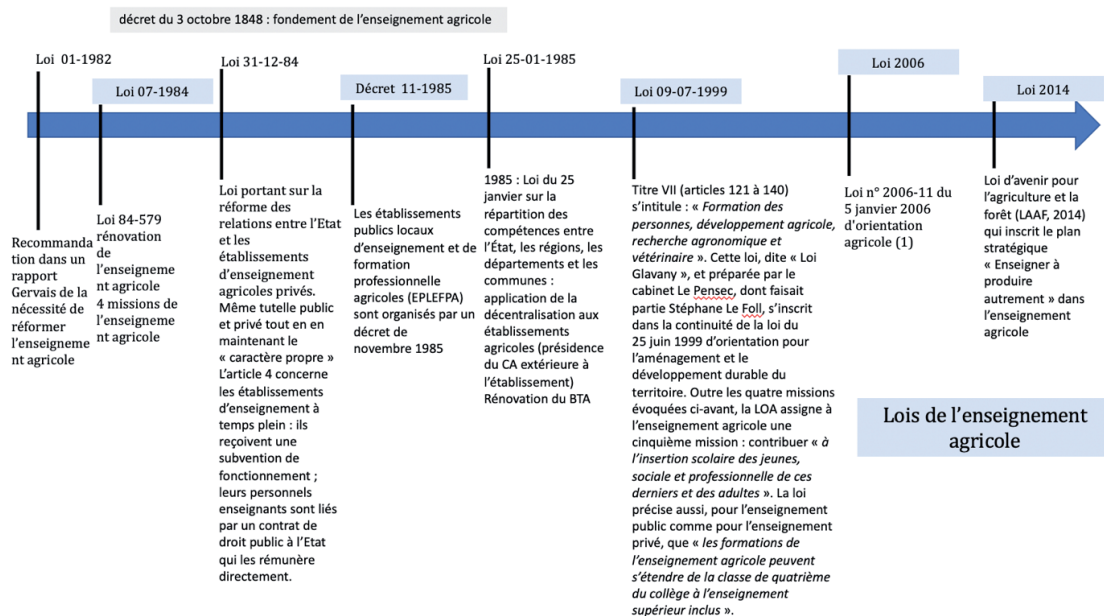 décret du 3 octobre 1848 : fondement de l’enseignement agricole
Loi 01-1982
Recommanda
tion dans un
rapport
Gervais de la
nécessité de
réformer
l’enseigneme
nt agricole
Loi 07-1984
Loi 84-579
rénovation
de
l’enseigneme
nt agricole
4 missions de
l’enseigneme
nt agricole
Loi 31-12-84
Loi portant sur la
réforme des
relations entre l’Etat
et les
établissements
d’enseignement
agricoles privés.
Même tutelle public
et privé tout en en
maintenant le
« caractère propre »
L’article 4 concerne
les établissements
d’enseignement à
temps plein : ils
reçoivent une
subvention de
fonctionnement ;
leurs personnels
enseignants sont liés
par un contrat de
droit public à l’Etat
qui les rémunère
directement.
Décret 11-1985
Les établissements
publics locaux
d’enseignement et de
formation
professionnelle
agricoles (EPLEFPA)
sont organisés par un
décret de
novembre 1985
Loi 25-01-1985
1985 : Loi du 25
janvier sur la
répartition des
compétences entre
l’État, les régions, les
départements et les
communes :
application de la
décentralisation aux
établissements
agricoles (présidence
du CA extérieure à
l’établissement)
Rénovation du BTA
Loi 09-07-1999
Titre VII (articles 121 à 140)
s’intitule : « Formation des
personnes, développement agricole,
recherche agronomique et
vétérinaire ». Cette loi, dite « Loi
Glavany », et préparée par le
cabinet Le Pensec, dont faisait
partie Stéphane Le Foll, s’inscrit
dans la continuité de la loi du
25 juin 1999 d’orientation pour
l’aménagement et le
développement durable du
territoire. Outre les quatre missions
évoquées ci-avant, la LOA assigne à
l’enseignement agricole une
cinquième mission : contribuer « à
l’insertion scolaire des jeunes,
sociale et professionnelle de ces
derniers et des adultes ». La loi
précise aussi, pour l’enseignement
public comme pour l’enseignement
privé, que « les formations de
l’enseignement agricole peuvent
s’étendre de la classe de quatrième
du collège à l’enseignement
supérieur inclus ».
Loi 2006
Loi n° 2006-11 du
5 janvier 2006
d'orientation
agricole (1)
Loi 2014
Loi d’avenir pour
l’agriculture et la
forêt (LAAF, 2014)
qui inscrit le plan
stratégique
« Enseigner à
produire
autrement » dans
l’enseignement
agricole
Lois de l’enseignement
agricole